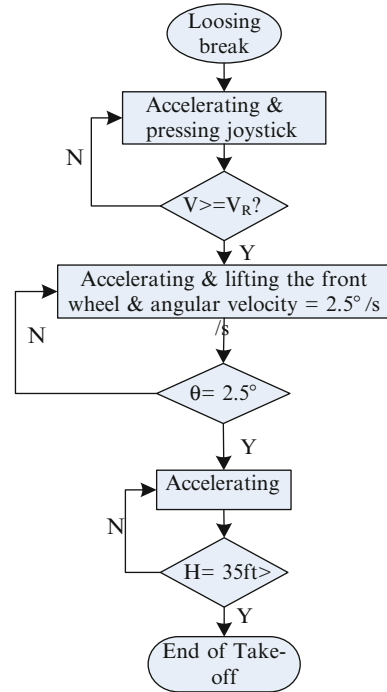 Loosing
break
Accelerating &
pressing joystick
N
V>=VR?
Y
Accelerating & lifting the front
wheel & angular velocity = 2.5°/s
/s
N
θ= 2.5°
Y
Accelerating
N
H= 35ft>
Y
End of Take-
off